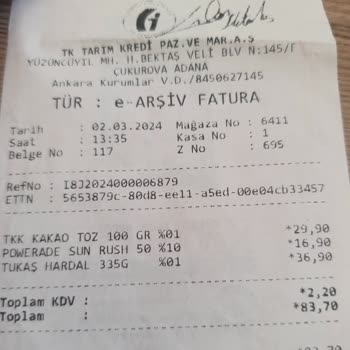 TK TARIM KREDİ PAZ.VE MAR.A.Ş
YÜZÜNCÜYIL MH. H.BEKTAŞ VELİ BLV N:145/F
ÇUKUROVA ADANA
Ankara Kurumlar V.D./8450627145
TÜR : e-ARŞİV FATURA
Tarih : 02.03.2024 Mağaza No : 6411
Saat : 13:35 Kasa No : 1
Belge No : 117 Z No : 695
RefNo : I8J2024000006879
ETTN : 5653879c-80d8-ee11-a5ed-00e04cb33457
TKK KAKAO TOZ 100 GR %01 *29,90
POWERADE SUN RUSH 50 %10 *16,90
TUKAŞ HARDAL 335G %01 *36,90
Toplam KDV : *2,20
Toplam : *83,70